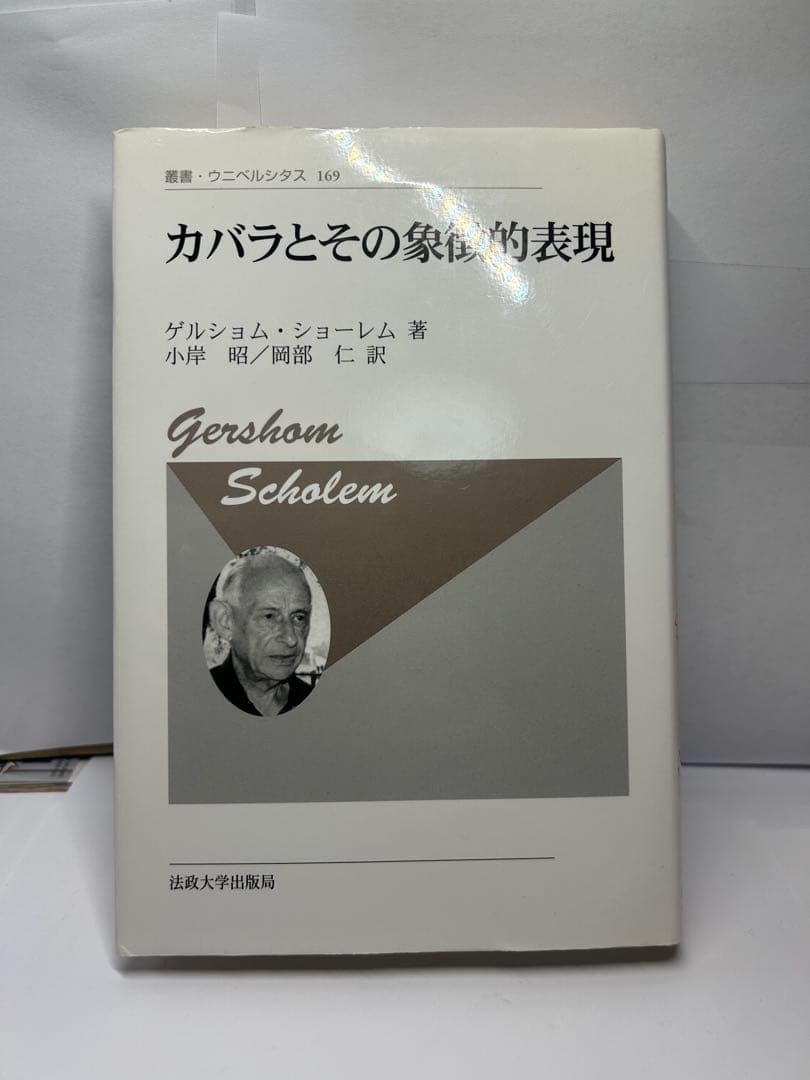 叢書・ウニベルシタス 169
カバラとその象徴的表現
ゲルショム・ショーレム 著
小岸 昭／岡部 仁 訳
Gershom
Scholem
法政大学出版局